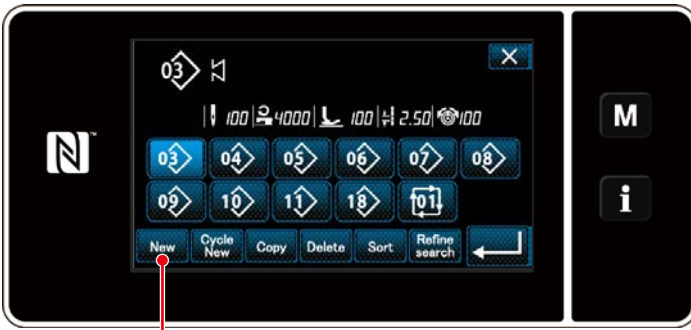 03
100 4000 100 2.50 100
03 04 05 06 07 08
09 10 11 18 01
New Cycle New Copy Delete Sort Refine search
N
M
i